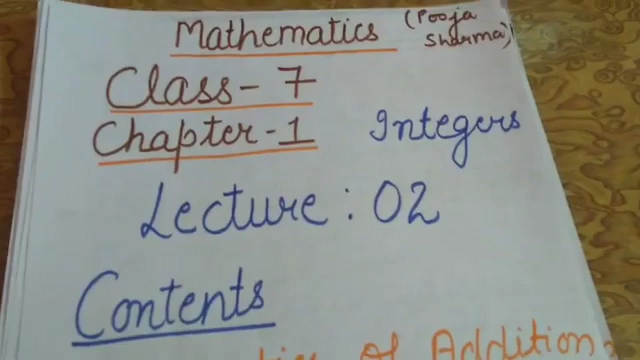 Mathematics (Pooja Sharma)
Class-7
Chapter-1 Integers
Lecture: 02
Contents
of Addition